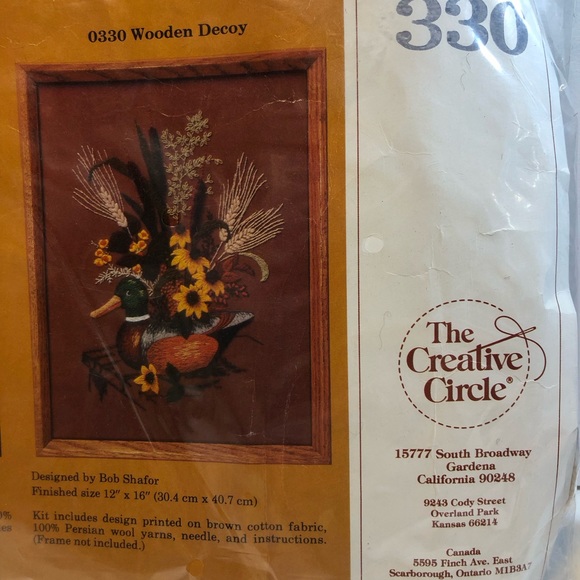 0330 Wooden Decoy
330
The
Creative
Circle®
15777 South Broadway
Gardena
California 90248
9243 Cody Street
Overland Park
Kansas 66214
Canada
5595 Finch Ave. East
Scarborough, Ontario M1B3A7
Designed by Bob Shafor
Finished size 12" x 16" (30.4 cm x 40.7 cm)
Kit includes design printed on brown cotton fabric,
100% Persian wool yarns, needle, and instructions.
(Frame not included.)